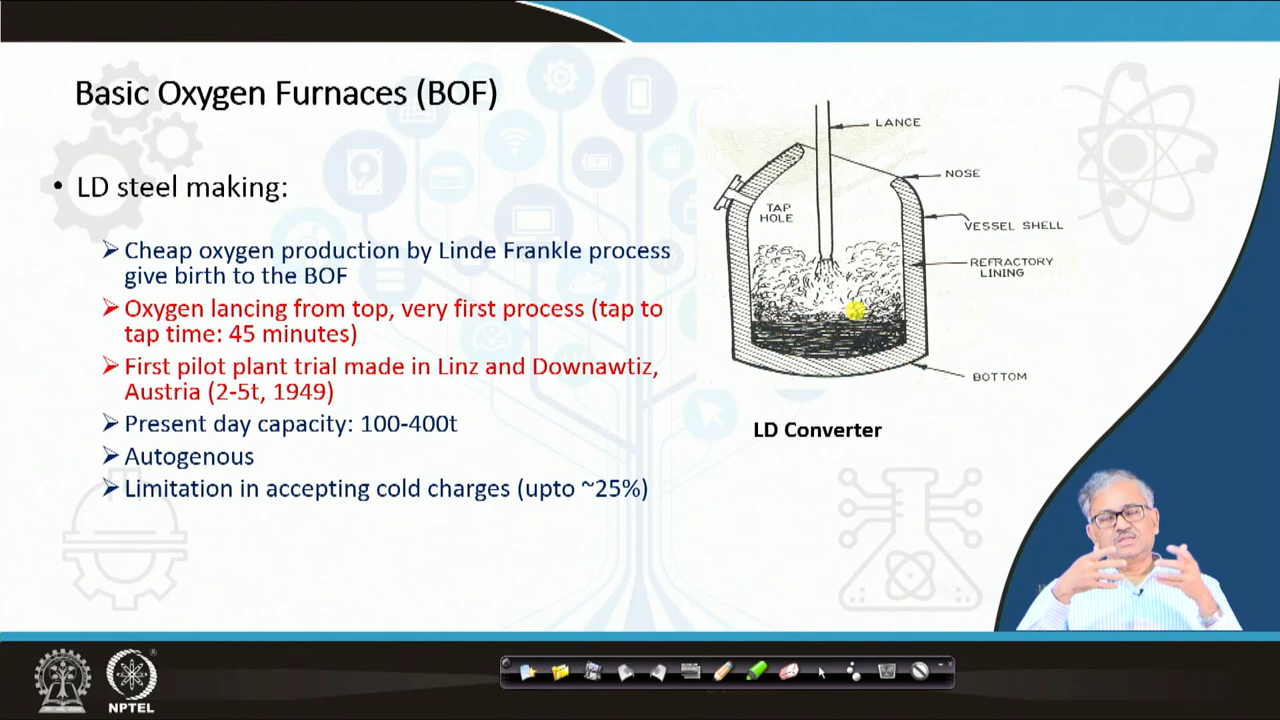 Basic Oxygen Furnaces (BOF)
• LD steel making:
➢ Cheap oxygen production by Linde Frankle process
give birth to the BOF
➢ Oxygen lancing from top, very first process (tap to
tap time: 45 minutes)
➢ First pilot plant trial made in Linz and Downawtiz,
Austria (2-5t, 1949)
➢ Present day capacity: 100-400t
➢ Autogenous
➢ Limitation in accepting cold charges (upto ~25%)
LANCE
NOSE
TAP
HOLE
VESSEL SHELL
REFRACTORY
LINING
BOTTOM
LD Converter
NPTEL